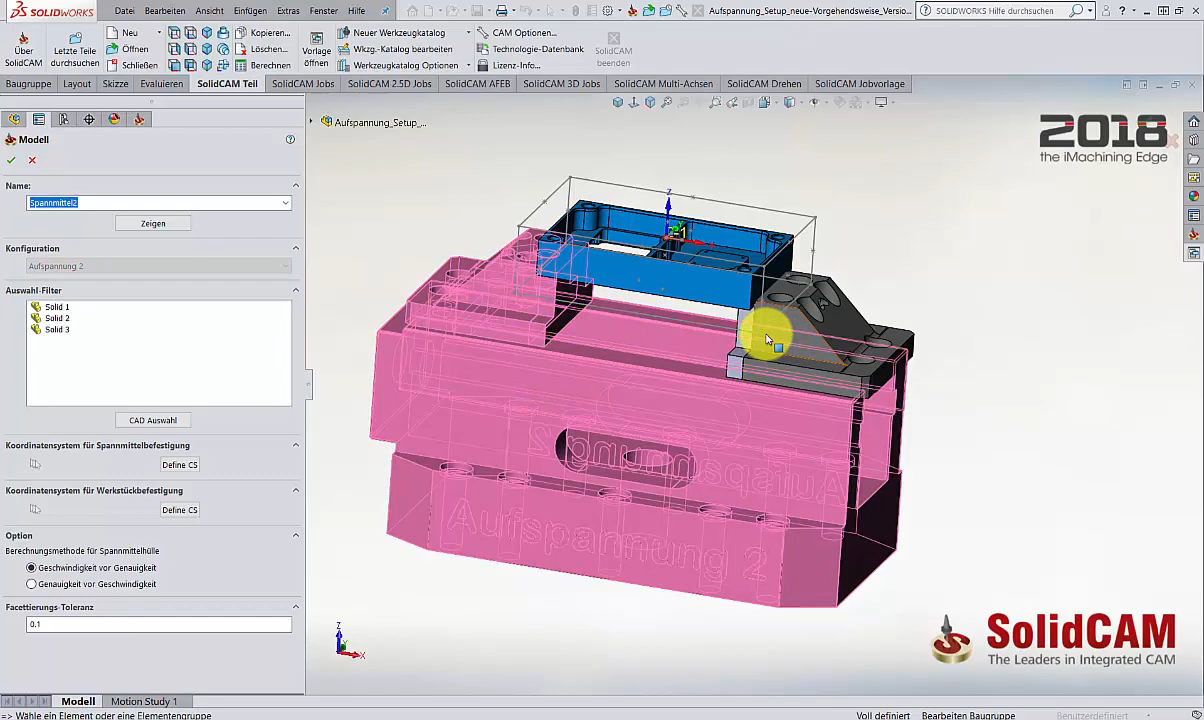 SOLIDWORKS
Datei Bearbeiten Ansicht Einfügen Extras Fenster Hilfe
Aufspannung_Setup_neue-Vorgehendsweise_Versio...
SOLIDWORKS Hilfe durchsuchen
Über SolidCAM
Letzte Teile durchsuchen
Neu
Öffnen
Schließen
Kopieren...
Löschen...
Berechnen
Vorlage öffnen
Neuer Werkzeugkatalog
Wkzg.-Katalog bearbeiten
Werkzeugkatalog Optionen
CAM Optionen...
Technologie-Datenbank
Lizenz-Info...
SolidCAM beenden
Baugruppe Layout Skizze Evaluieren SolidCAM Teil SolidCAM Jobs SolidCAM 2.5D Jobs SolidCAM AFEB SolidCAM 3D Jobs SolidCAM Multi-Achsen SolidCAM Drehen SolidCAM Jobvorlage
Aufspannung_Setup_...
2018
the iMachining Edge
Modell
Name:
Spannmittel2
Zeigen
Konfiguration
Aufspannung 2
Auswahl-Filter
Solid 1
Solid 2
Solid 3
CAD Auswahl
Koordinatensystem für Spannmittelbefestigung
Define CS
Koordinatensystem für Werkstückbefestigung
Define CS
Option
Berechnungsmethode für Spannmittelhülle
Geschwindigkeit vor Genauigkeit
Genauigkeit vor Geschwindigkeit
Facettierungs-Toleranz
0.1
Z
Aufspannung 2
Aufspannung 2
Z
X
SolidCAM
The Leaders in Integrated CAM
Modell Motion Study 1
=> Wähle ein Element oder eine Elementengruppe
Voll definiert Bearbeiten Baugruppe Benutzerdefiniert